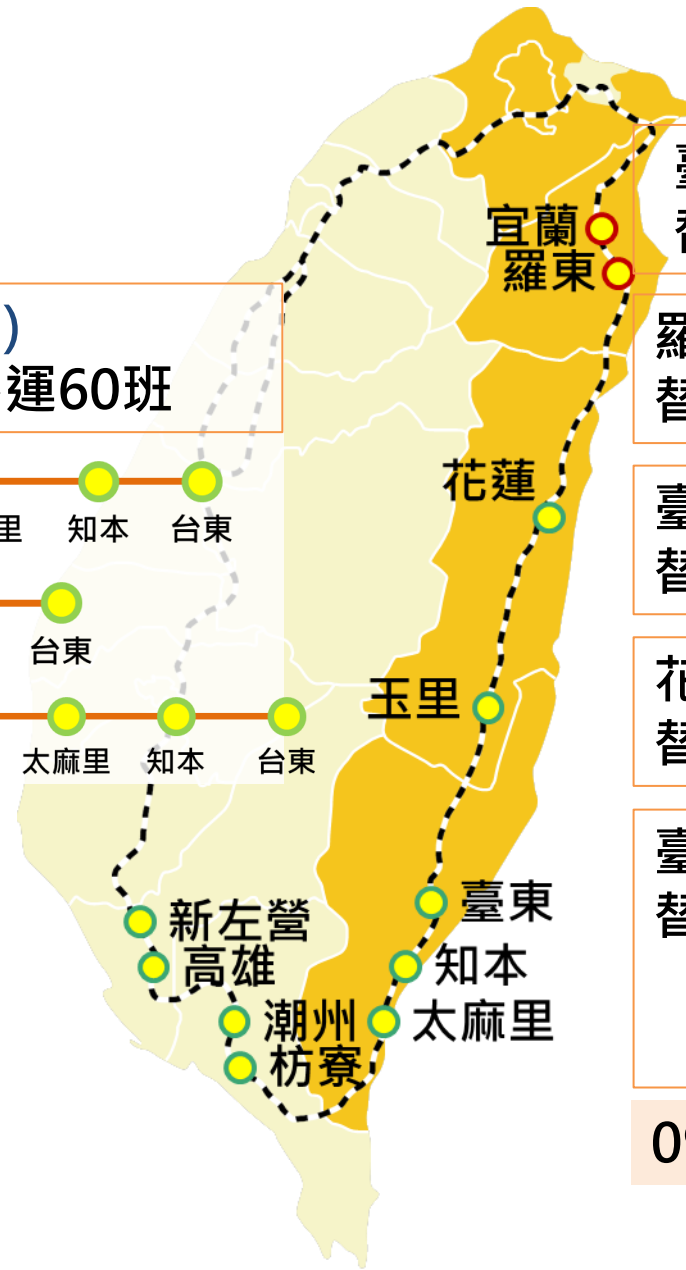 宜蘭
羅東
)
運60班
里 知本 台東
花蓮
台東
玉里
太麻里 知本 台東
臺東
新左營
知本
高雄
潮州
太麻里
枋寮
臺
替
羅
替
臺
替
花
替
臺
替
09